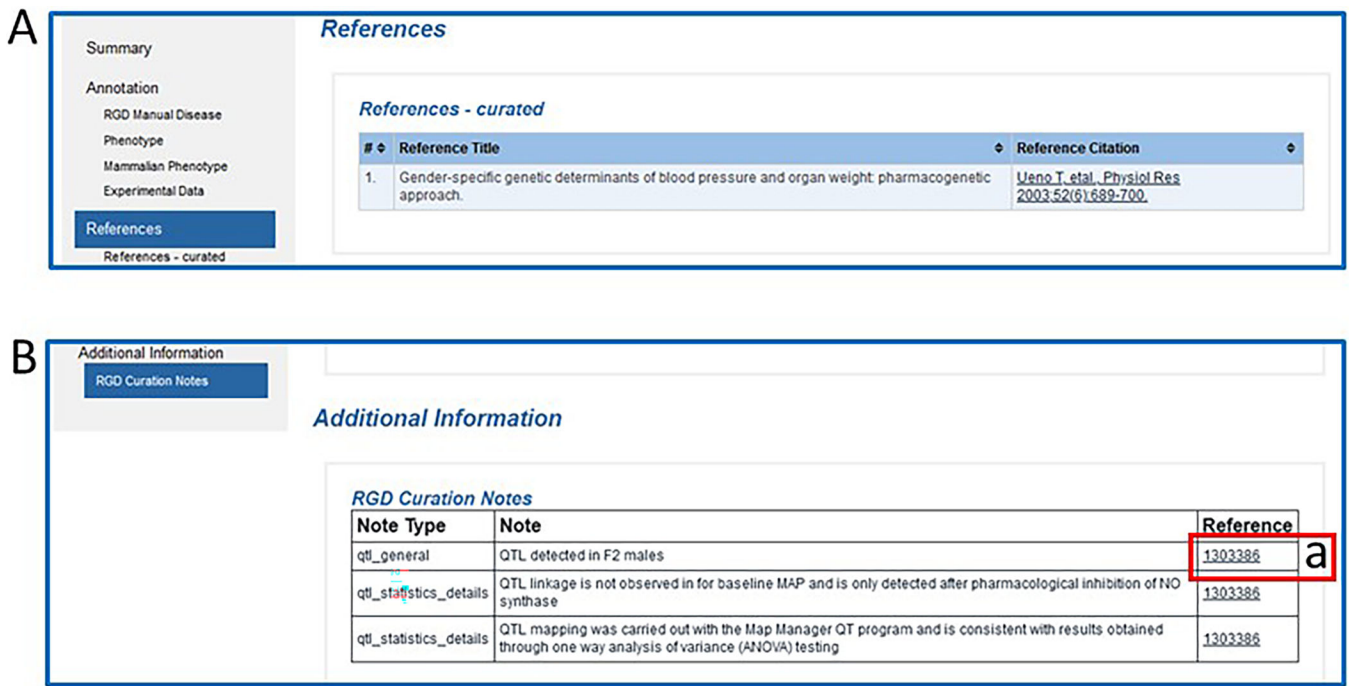 A
Summary
Annotation
RGD Manual Disease
Phenotype
Mammalian Phenotype
Experimental Data
References
References - curated
References
References - curated
# Reference Title Reference Citation
1. Gender-specific genetic determinants of blood pressure and organ weight: pharmacogenetic Ueno T, etal., Physiol Res
approach. 2003;52(6):689-700.
B
Additional Information
RGD Curation Notes
Additional Information
RGD Curation Notes
Note Type Note Reference
qtl_general QTL detected in F2 males 1303386 a
qtl_statistics_details QTL linkage is not observed in for baseline MAP and is only detected after pharmacological inhibition of NO 1303386
synthase
qtl_statistics_details QTL mapping was carried out with the Map Manager QT program and is consistent with results obtained 1303386
through one way analysis of variance (ANOVA) testing